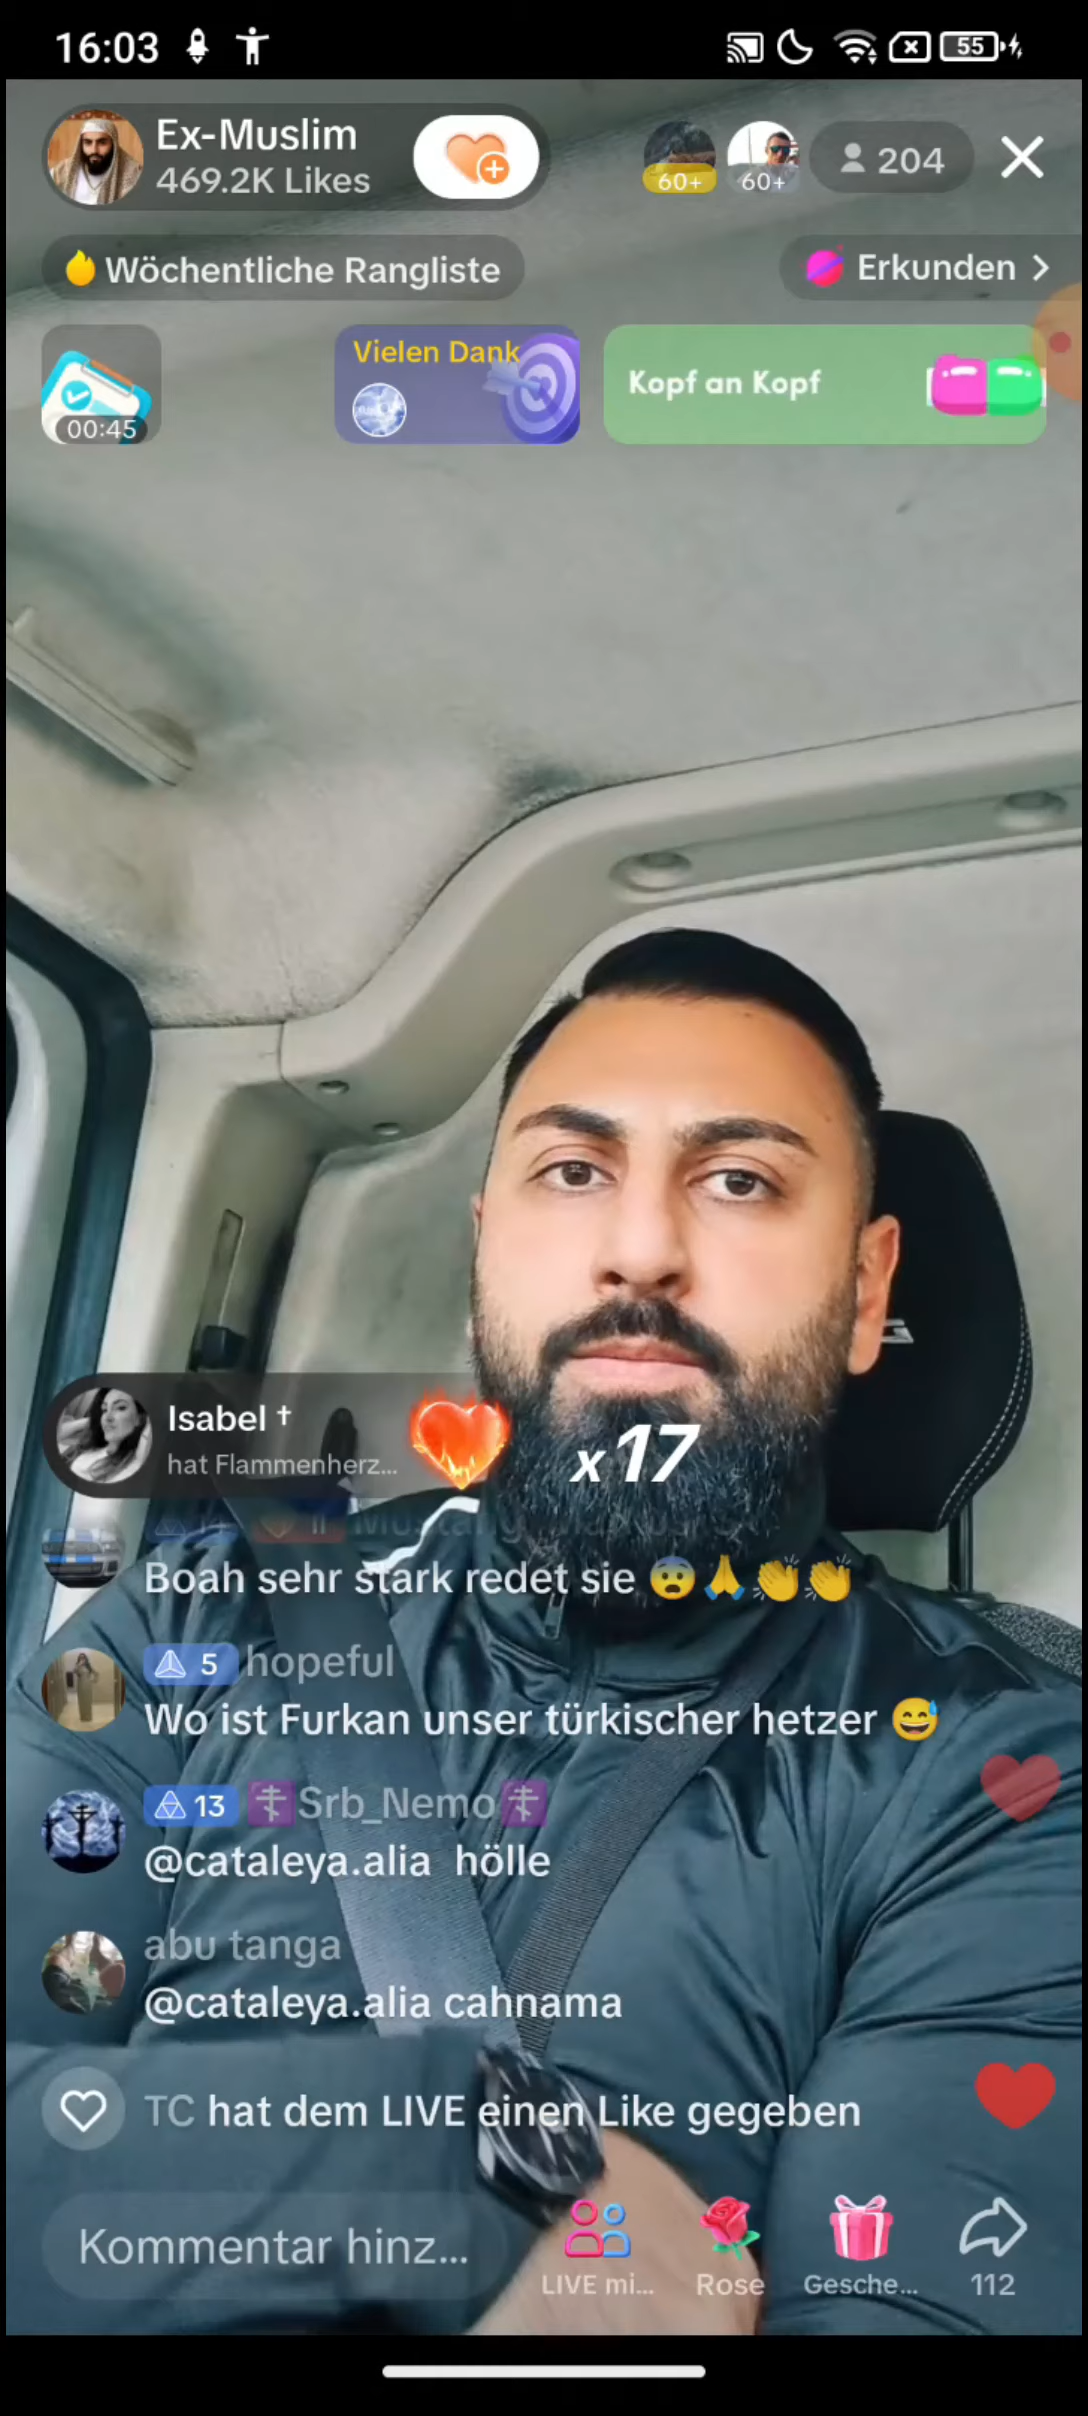 16:03
55
Ex-Muslim
469.2K Likes
60+
60+
204
Wöchentliche Rangliste
Erkunden >
00:45
Vielen Dank
Kopf an Kopf
Isabel †
hat Flammenherz...
x17
Boah sehr stark redet sie 😨🙏👏👏
5 hopeful
Wo ist Furkan unser türkischer hetzer 😅
13 ☦️Srb_Nemo☦️
@cataleya.alia hölle
abu tanga
@cataleya.alia cahnama
TC hat dem LIVE einen Like gegeben
Kommentar hinz...
LIVE mi...
Rose
Gesche...
112